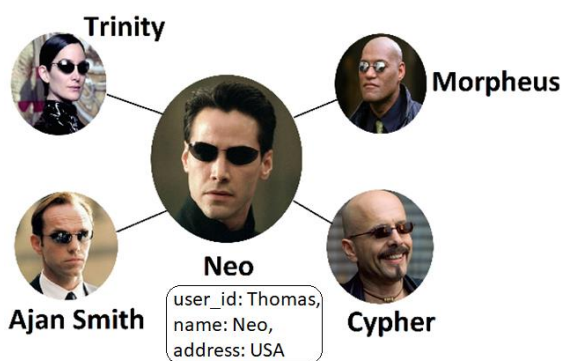 Trinity
Morpheus
Neo
Ajan Smith
Cypher
user_id: Thomas,
name: Neo,
address: USA